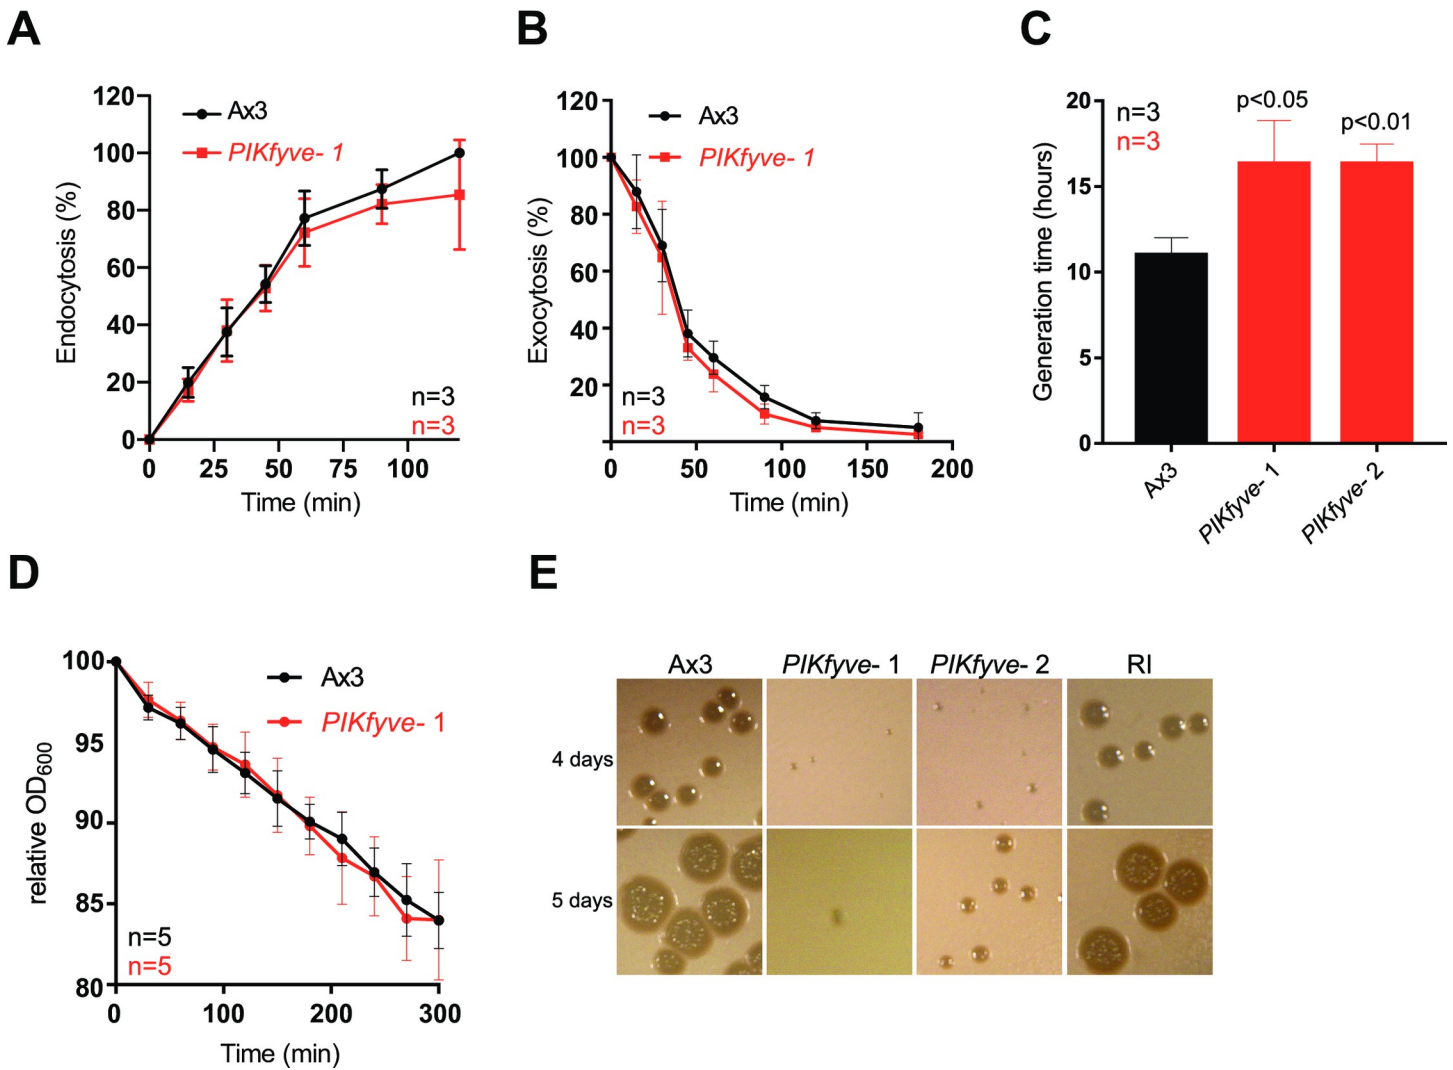 A
B
C
120
100
80
60
40
20
0
Endocytosis (%)
Ax3
PIKfyve- 1
n=3
n=3
0 25 50 75 100
Time (min)
120
100
80
60
40
20
Exocytosis (%)
Ax3
PIKfyve- 1
n=3
n=3
0 50 100 150 200
Time (min)
20
15
10
5
0
Generation time (hours)
n=3
n=3
p<0.05
p<0.01
Ax3
PIKfyve- 1
PIKfyve- 2
D
E
100
95
90
85
80
relative OD600
Ax3
PIKfyve- 1
n=5
n=5
0 100 200 300
Time (min)
Ax3 PIKfyve- 1 PIKfyve- 2 RI
4 days
5 days